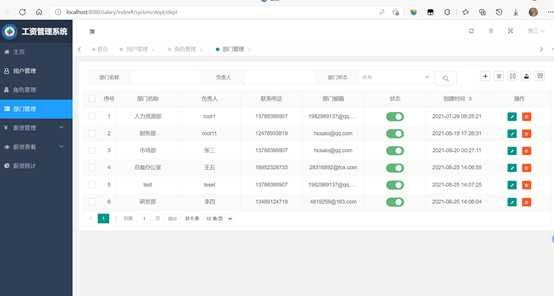 localhost:8080/salary/index#/system/dept/dept
工资管理系统
张三
主页
用户管理
角色管理
部门管理
薪资管理
薪资查看
薪资统计
首页 用户管理 角色管理 部门管理
部门名称 负责人 部门状态
序号 部门名称 负责人 联系电话 部门邮箱 状态 创建时间 操作
1 人力资源部 root1 13788395907 1982989137@qq.... 2021-07-29 09:25:21
2 财务部 root11 12478933819 hcsaio@qq.com 2021-08-19 17:26:31
3 市场部 张三 13788395907 hcsaio@qq.com 2021-08-20 00:27:11
4 总裁办公室 王五 18952328733 28316892@fox.com 2021-08-25 14:06:55
5 test teset 13788395907 1982989137@qq.... 2021-08-25 14:07:25
6 研发部 李四 13489124719 4819259@163.com 2021-08-25 14:06:04
1 到第 1 页 确定 共 6 条 10 条/页